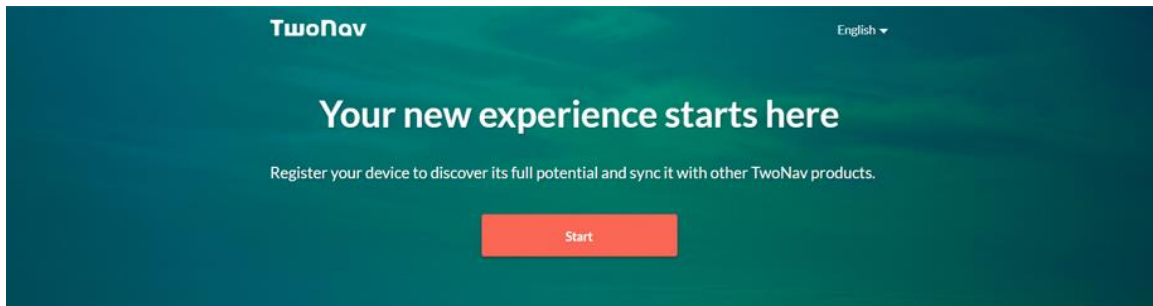 TwoNav
English
Your new experience starts here
Register your device to discover its full potential and sync it with other TwoNav products.
Start